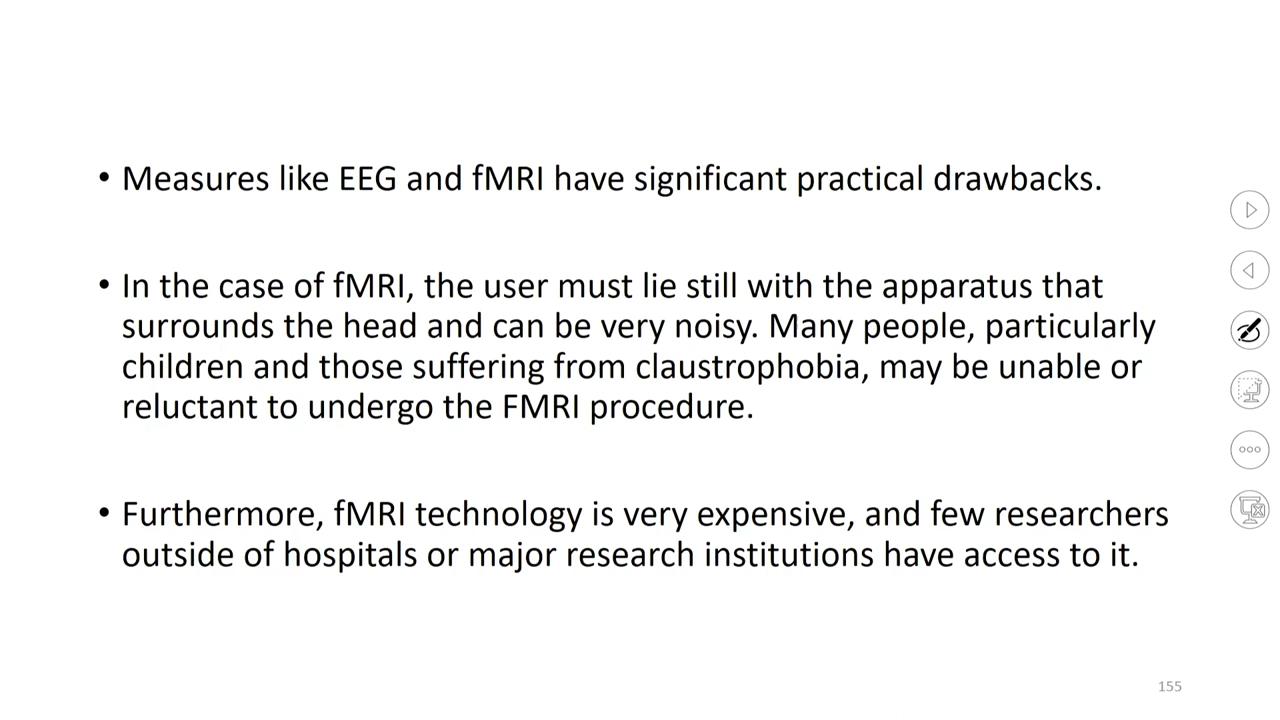 • Measures like EEG and fMRI have significant practical drawbacks.
• In the case of fMRI, the user must lie still with the apparatus that
surrounds the head and can be very noisy. Many people, particularly
children and those suffering from claustrophobia, may be unable or
reluctant to undergo the FMRI procedure.
• Furthermore, fMRI technology is very expensive, and few researchers
outside of hospitals or major research institutions have access to it.
155